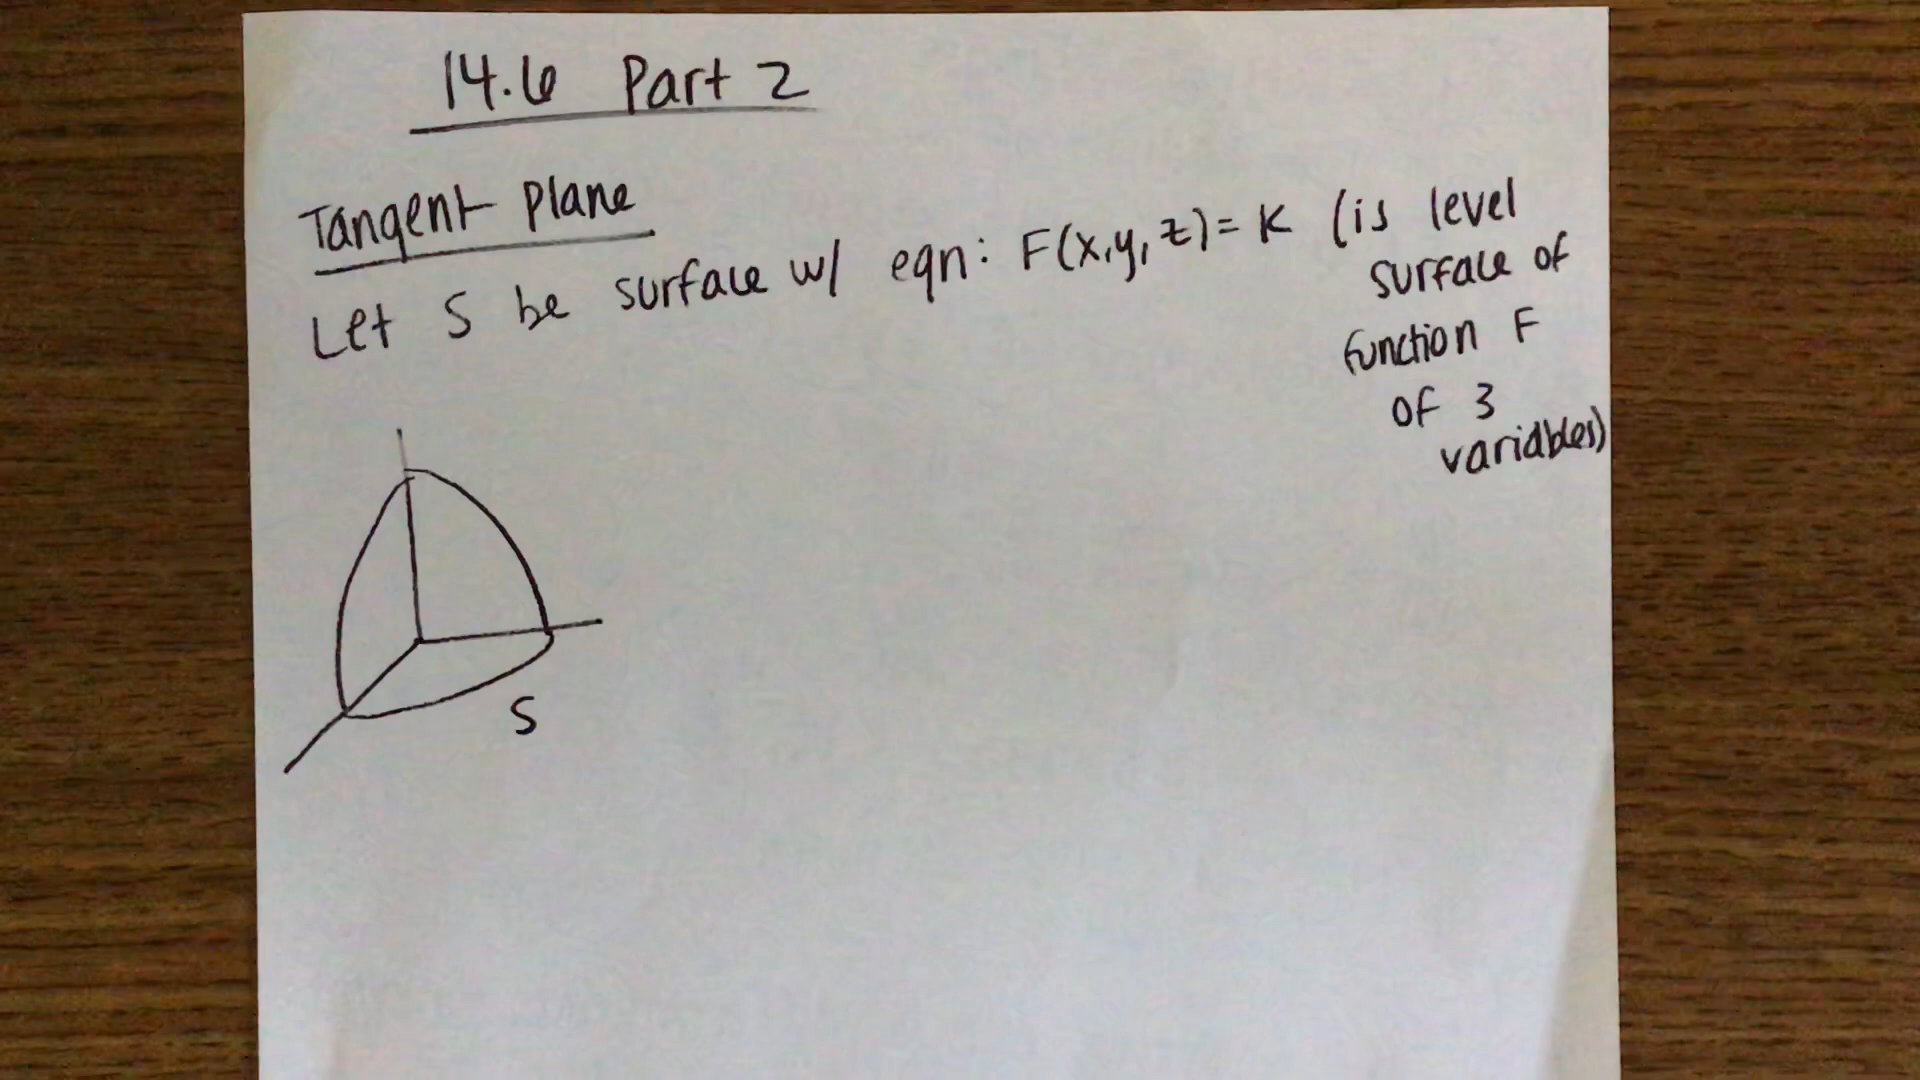 14.6 Part 2
Tangent Plane
Let S be surface w/ eqn: F(x,y,z)= K (is level
surface of
function F
of 3
variables)
S